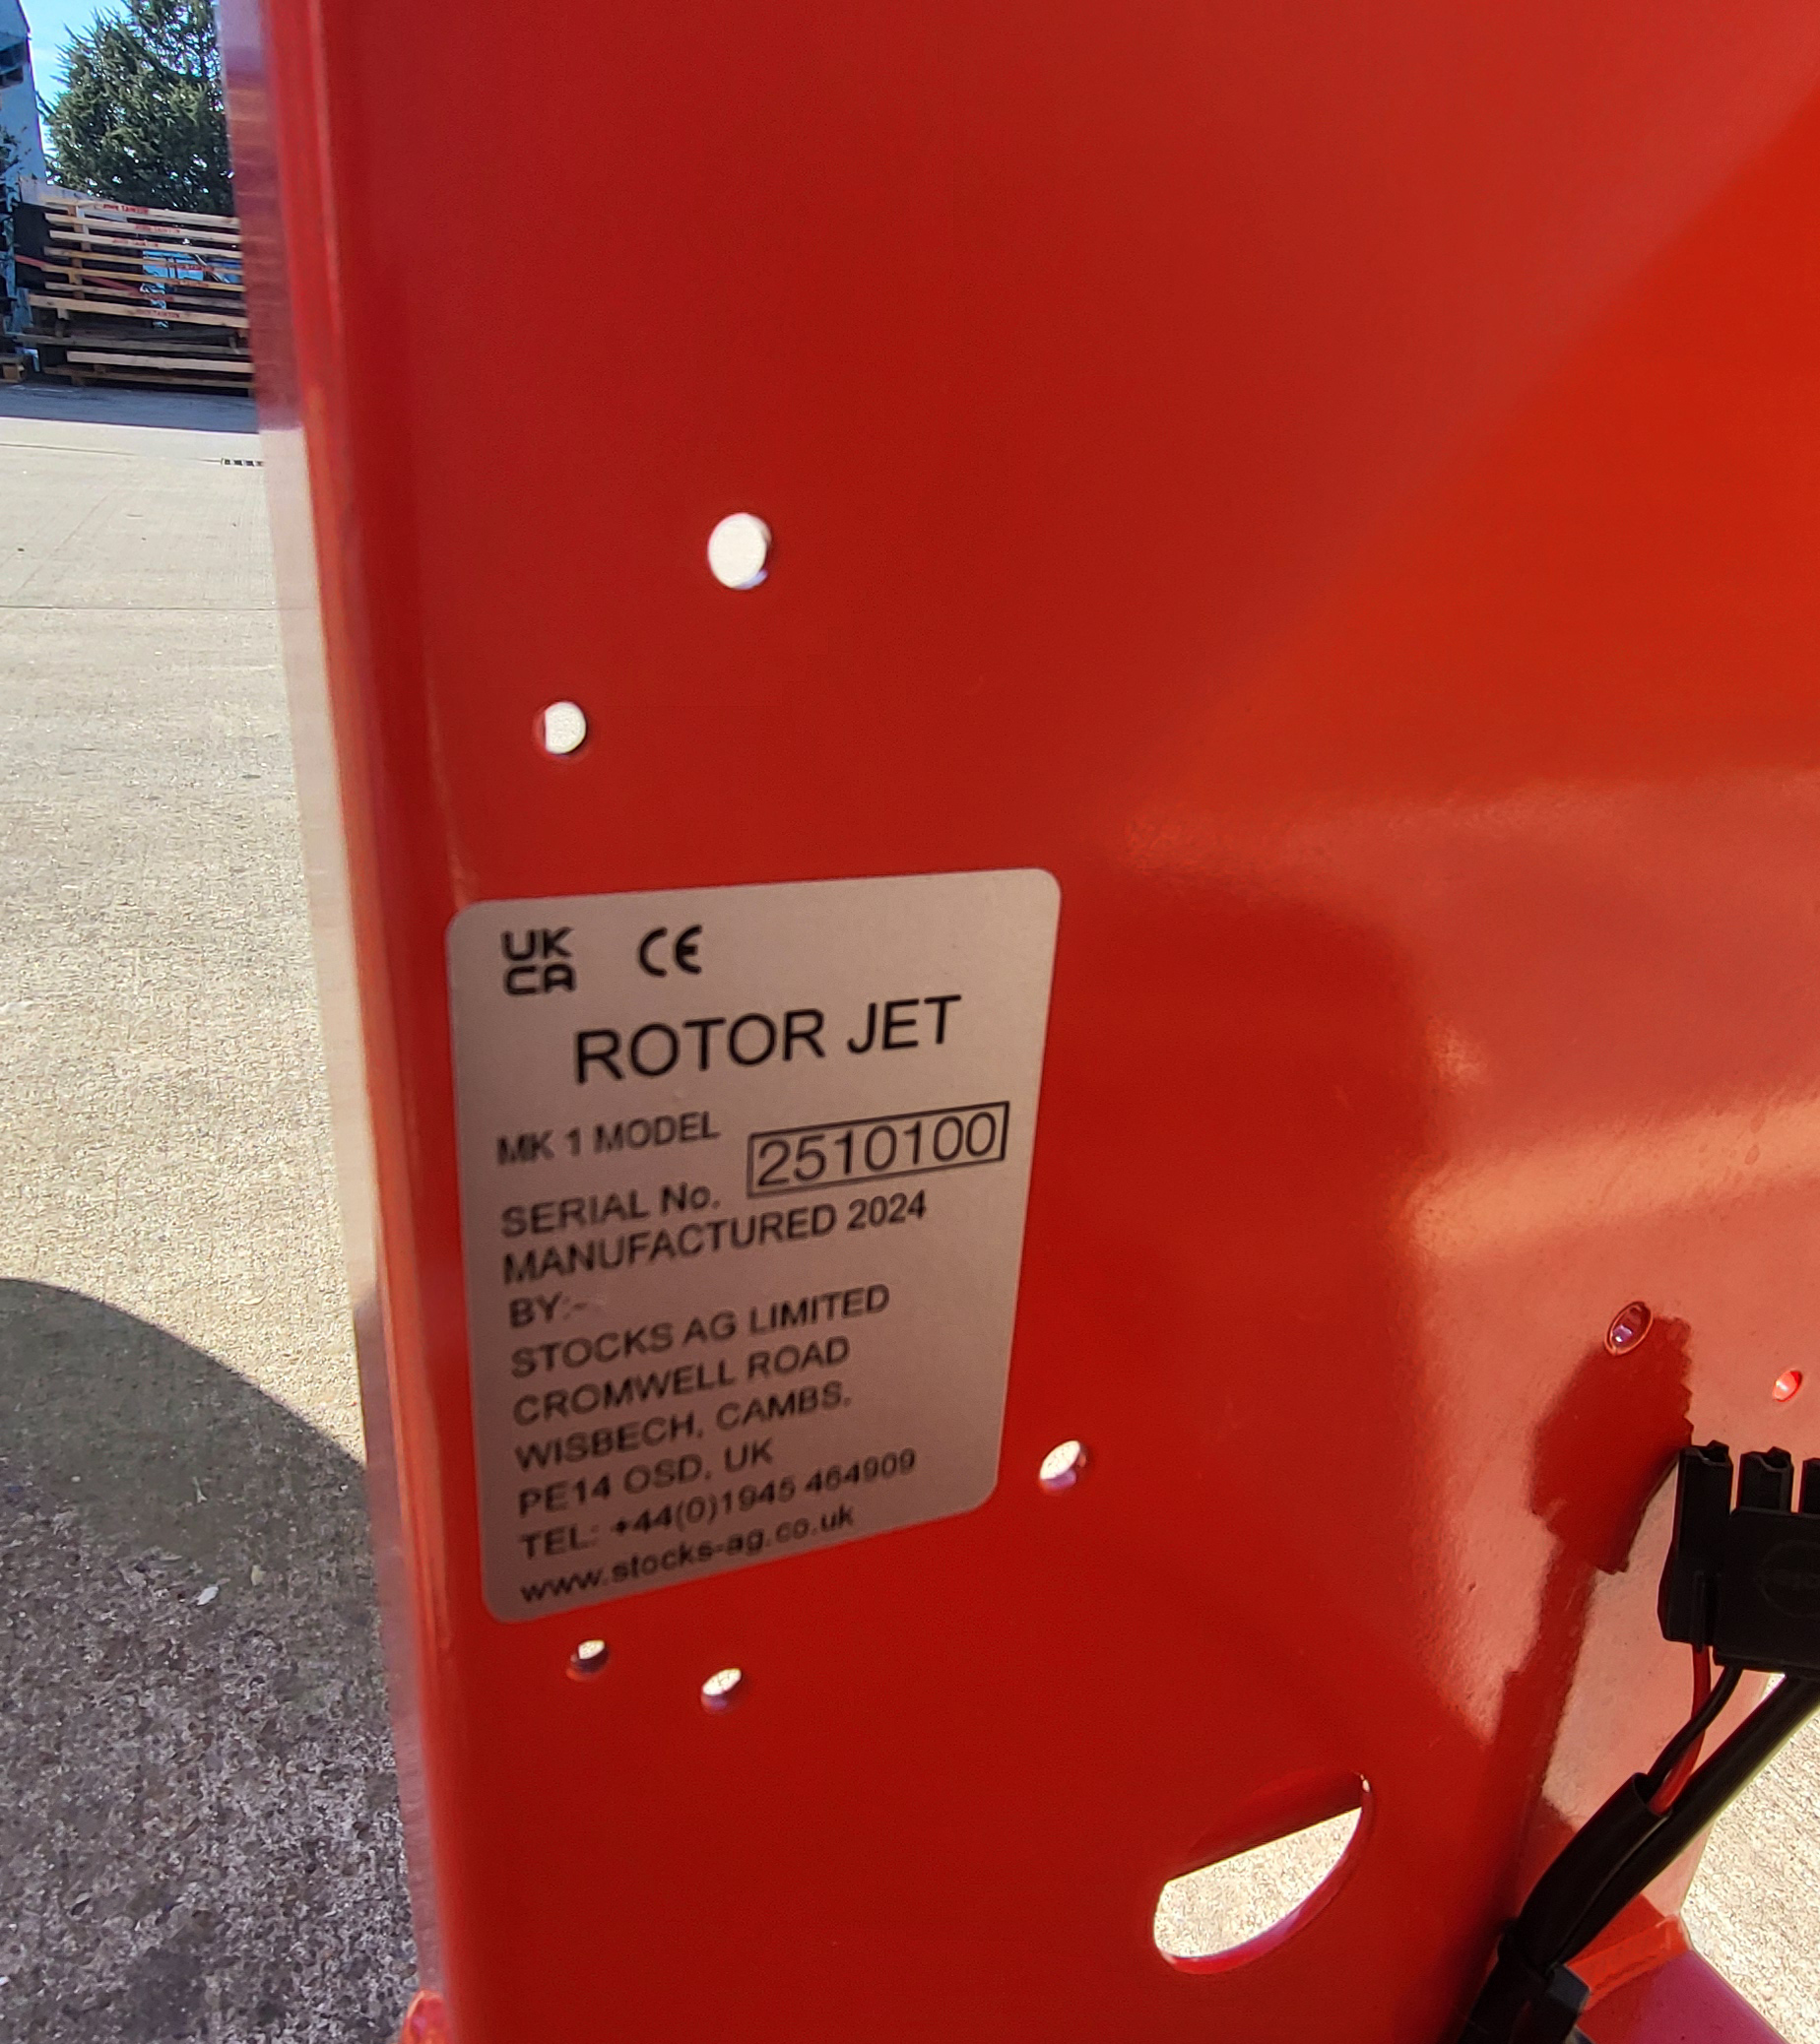 UK CE
CA
ROTOR JET
MK 1 MODEL
SERIAL No. 2510100
MANUFACTURED 2024
BY:-
STOCKS AG LIMITED
CROMWELL ROAD
WISBECH, CAMBS,
PE14 OSD, UK
TEL: +44(0)1945 464909
www.stocks-ag.co.uk